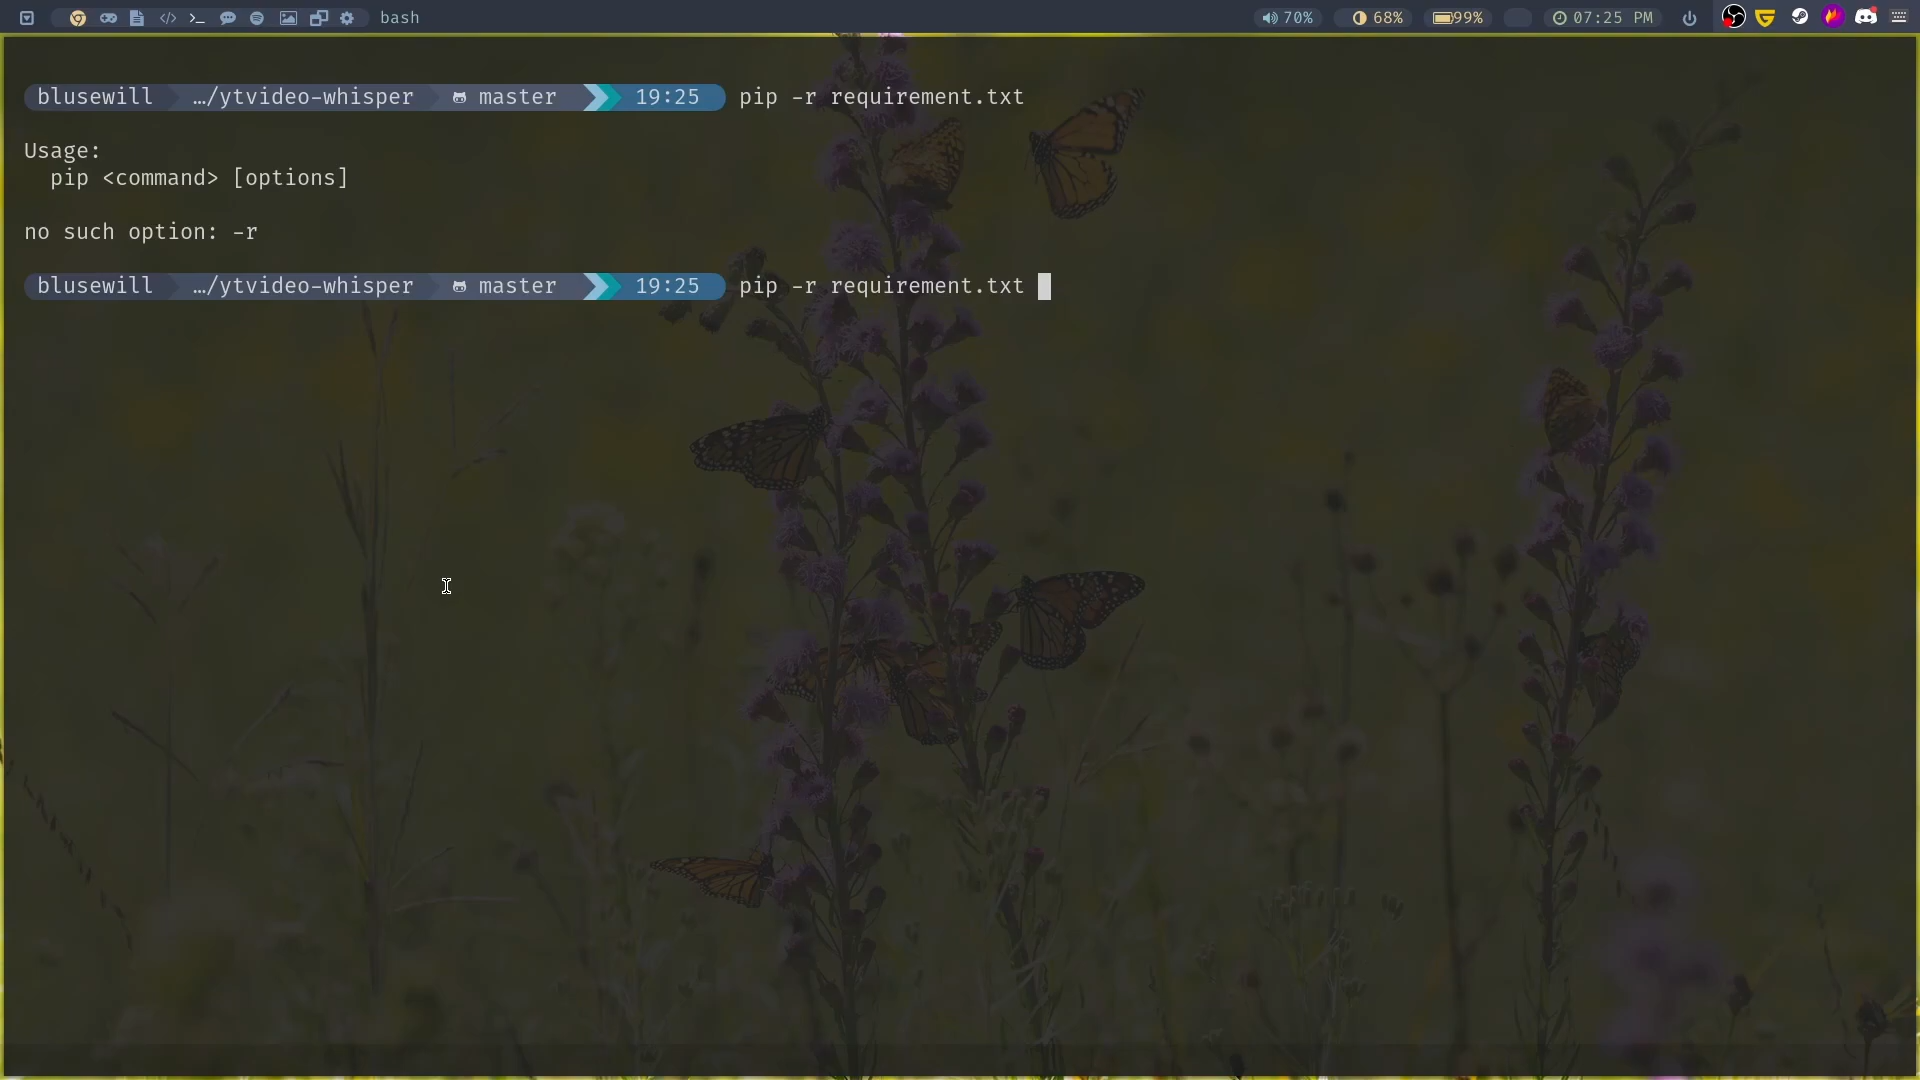 bash 70% 68% 99% 07:25 PM
blusewill …/ytvideo-whisper master 19:25 pip -r requirement.txt
Usage:
pip <command> [options]
no such option: -r
blusewill …/ytvideo-whisper master 19:25 pip -r requirement.txt